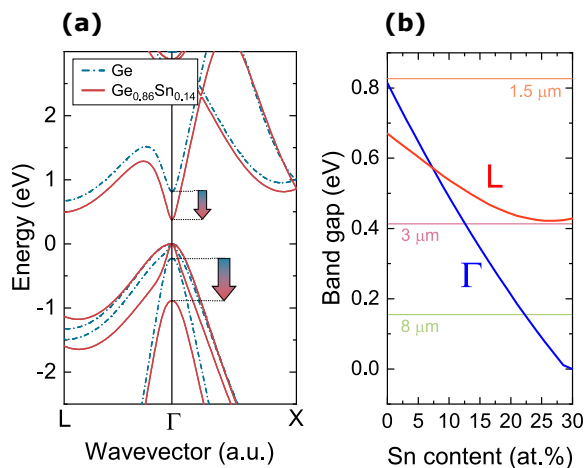 (a)
Ge
Ge0.86Sn0.14
Energy (eV)
2
1
0
-1
-2
L
Γ
X
Wavevector (a.u.)
(b)
Band gap (eV)
0.8
0.6
0.4
0.2
0.0
1.5 μm
L
3 μm
Γ
8 μm
0 5 10 15 20 25 30
Sn content (at.%)